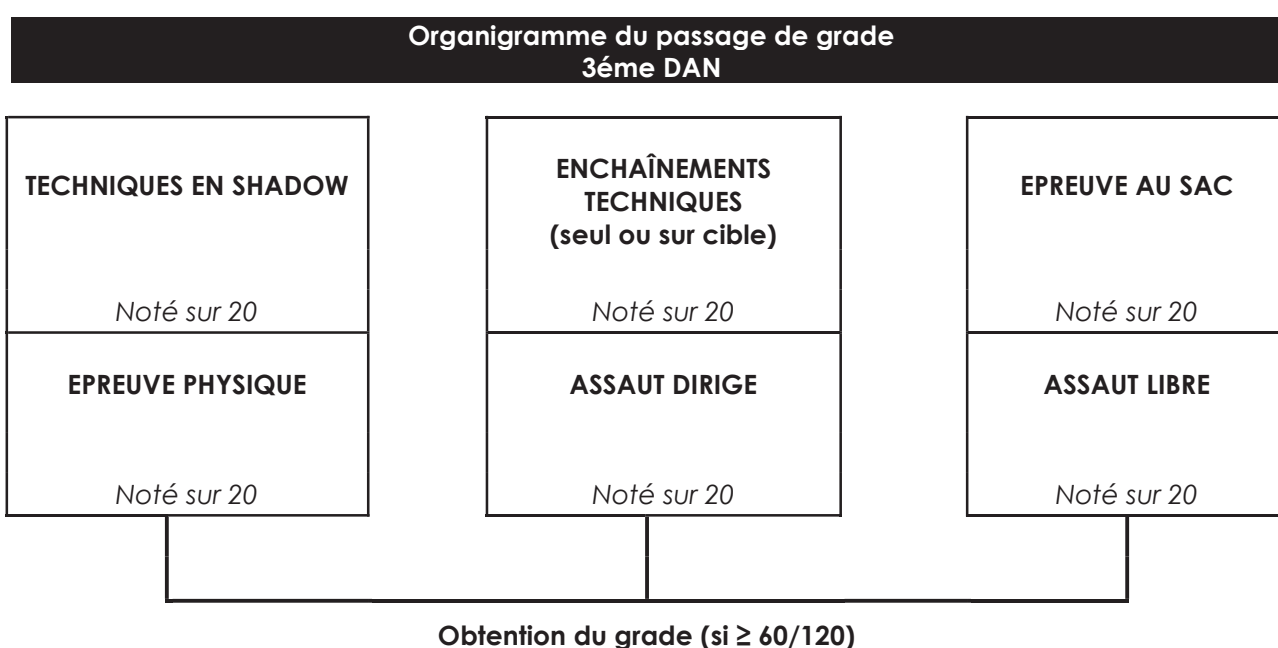 Organigramme du passage de grade
3éme DAN
TECHNIQUES EN SHADOW
Noté sur 20
ENCHAÎNEMENTS
TECHNIQUES
(seul ou sur cible)
Noté sur 20
EPREUVE AU SAC
Noté sur 20
EPREUVE PHYSIQUE
Noté sur 20
ASSAUT DIRIGE
Noté sur 20
ASSAUT LIBRE
Noté sur 20
Obtention du grade (si ≥ 60/120)